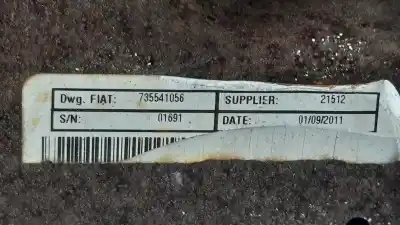 Dwg. FIAT: 735541056 SUPPLIER: 21512
S/N: 01691 DATE: 01/09/2011